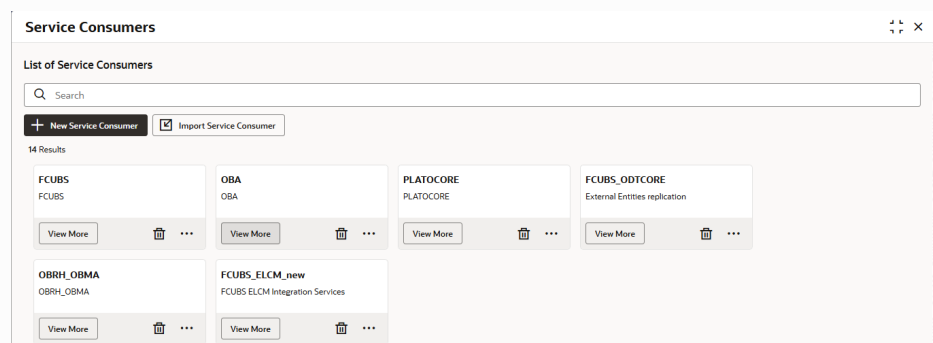 Service Consumers
List of Service Consumers
Search
New Service Consumer
Import Service Consumer
14 Results
FCUBS
FCUBS
View More
OBA
OBA
View More
PLATOCORE
PLATOCORE
View More
FCUBS_ODTCORE
External Entities replication
View More
OBRH_OBMA
OBRH_OBMA
View More
FCUBS_ELCM_new
FCUBS ELCM Integration Services
View More